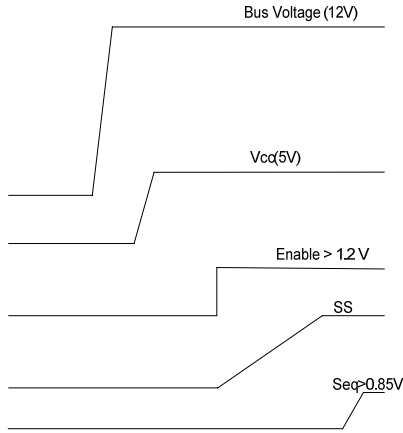 Bus Voltage (12V)
Vcc(5V)
Enable > 1.2 V
SS
Seq>0.85V